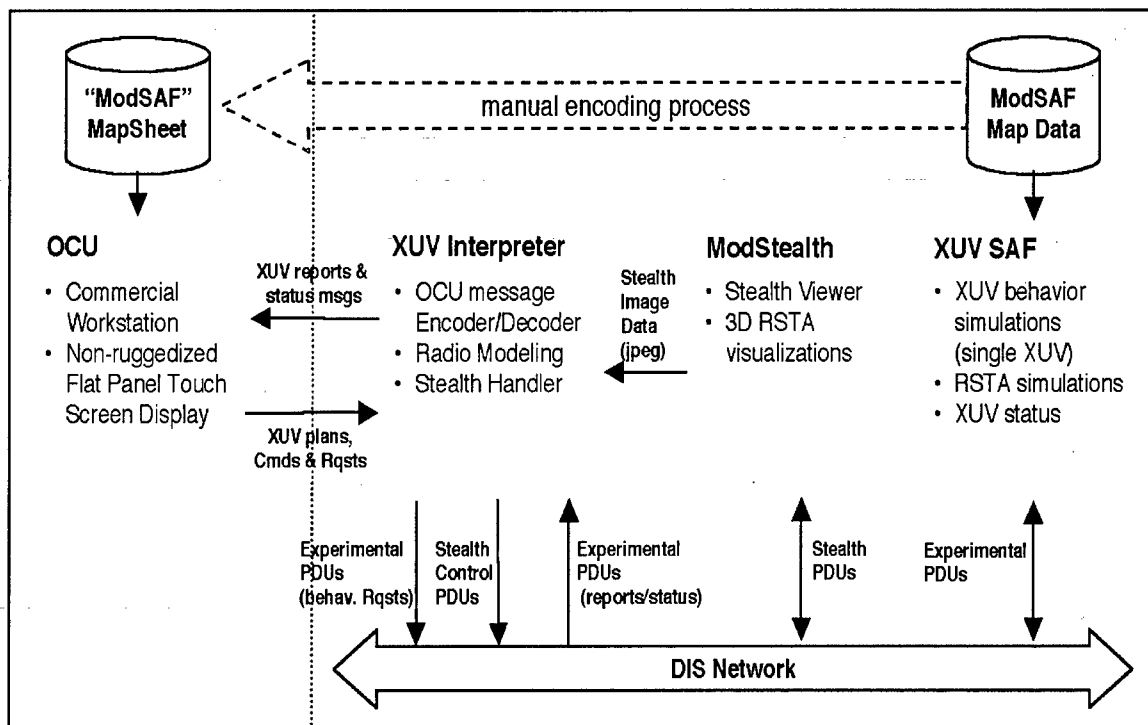 “ModSAF”
MapSheet
manual encoding process
ModSAF
Map Data
OCU
• Commercial
Workstation
• Non-ruggedized
Flat Panel Touch
Screen Display
XUV reports &
status msgs
XUV plans,
Cmds & Rqsts
XUV Interpreter
• OCU message
Encoder/Decoder
• Radio Modeling
• Stealth Handler
Stealth
Image
Data
(jpeg)
ModStealth
• Stealth Viewer
• 3D RSTA
visualizations
XUV SAF
• XUV behavior
simulations
(single XUV)
• RSTA simulations
• XUV status
Experimental
PDUs
(behav. Rqsts)
Stealth
Control
PDUs
Experimental
PDUs
(reports/status)
Stealth
PDUs
Experimental
PDUs
DIS Network